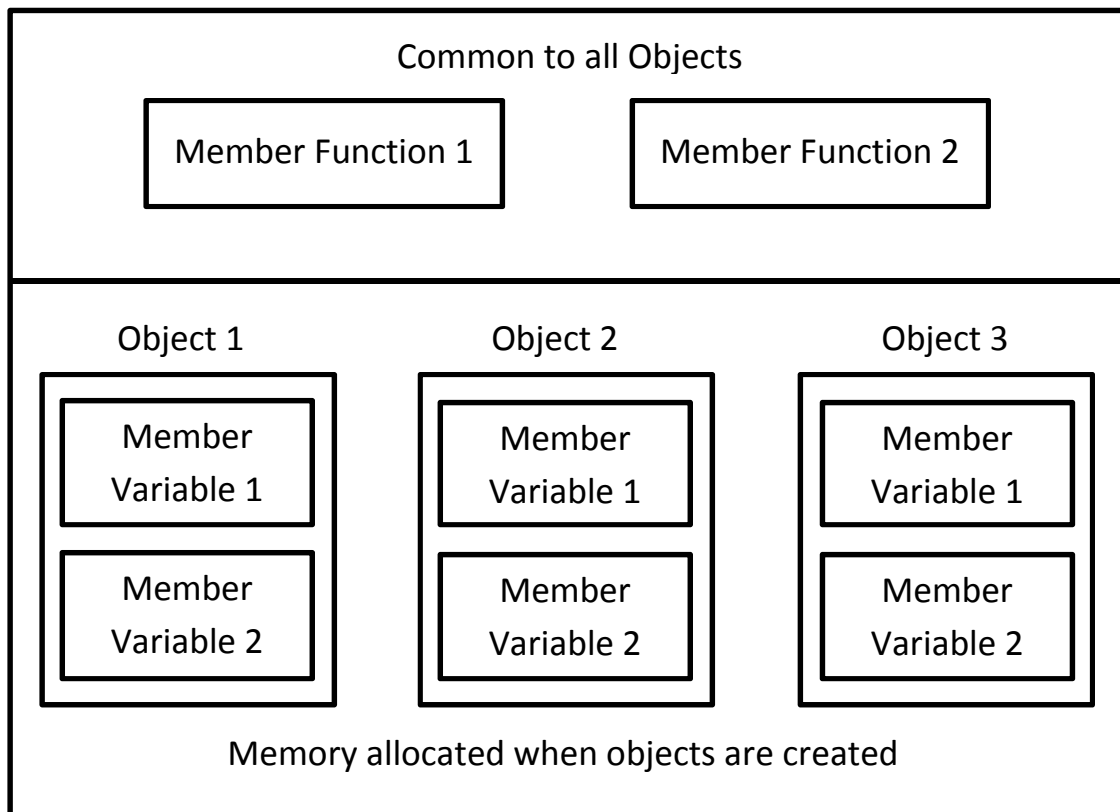 Common to all Objects
Member Function 1
Member Function 2
Object 1
Object 2
Object 3
Member
Variable 1
Member
Variable 1
Member
Variable 1
Member
Variable 2
Member
Variable 2
Member
Variable 2
Memory allocated when objects are created